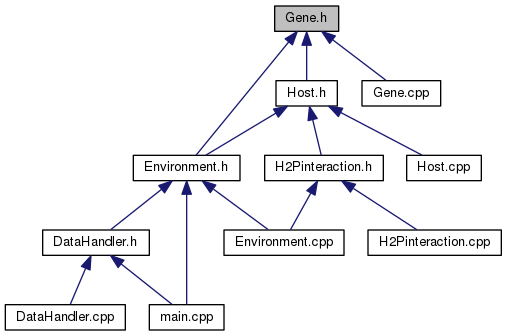 Gene.h
Host.h
Gene.cpp
Environment.h
H2Pinteraction.h
Host.cpp
DataHandler.h
Environment.cpp
H2Pinteraction.cpp
DataHandler.cpp
main.cpp